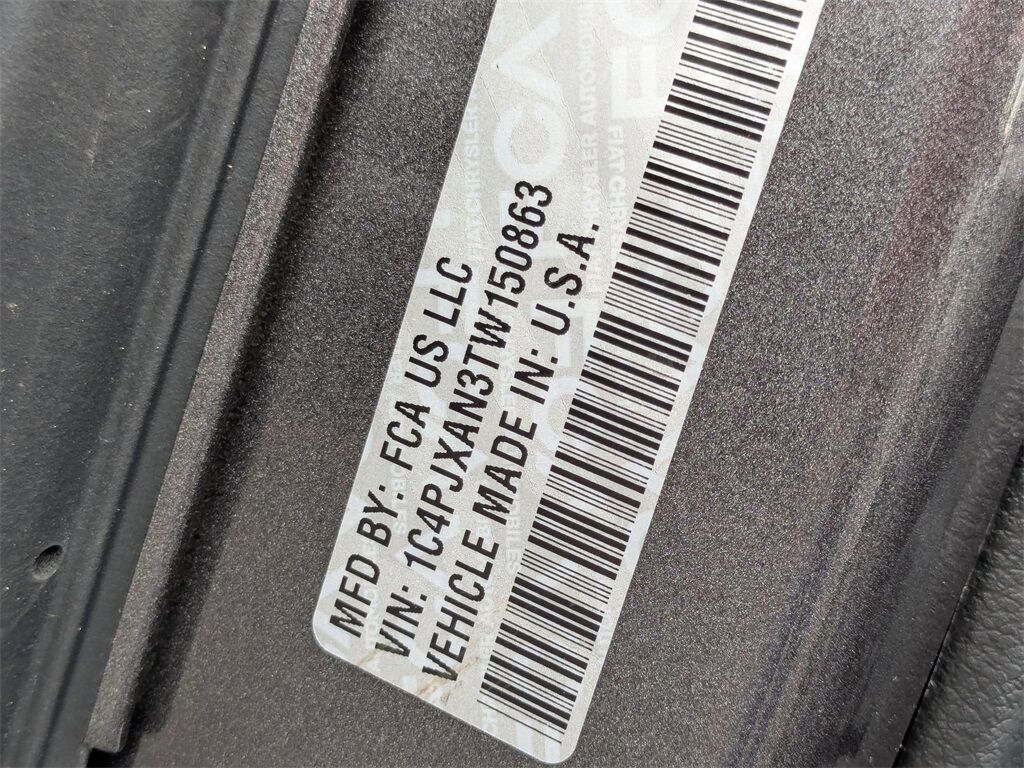 MFD BY: FCA US LLC
VIN: 1C4PJXAN3TW150863
VEHICLE MADE IN: U.S.A.